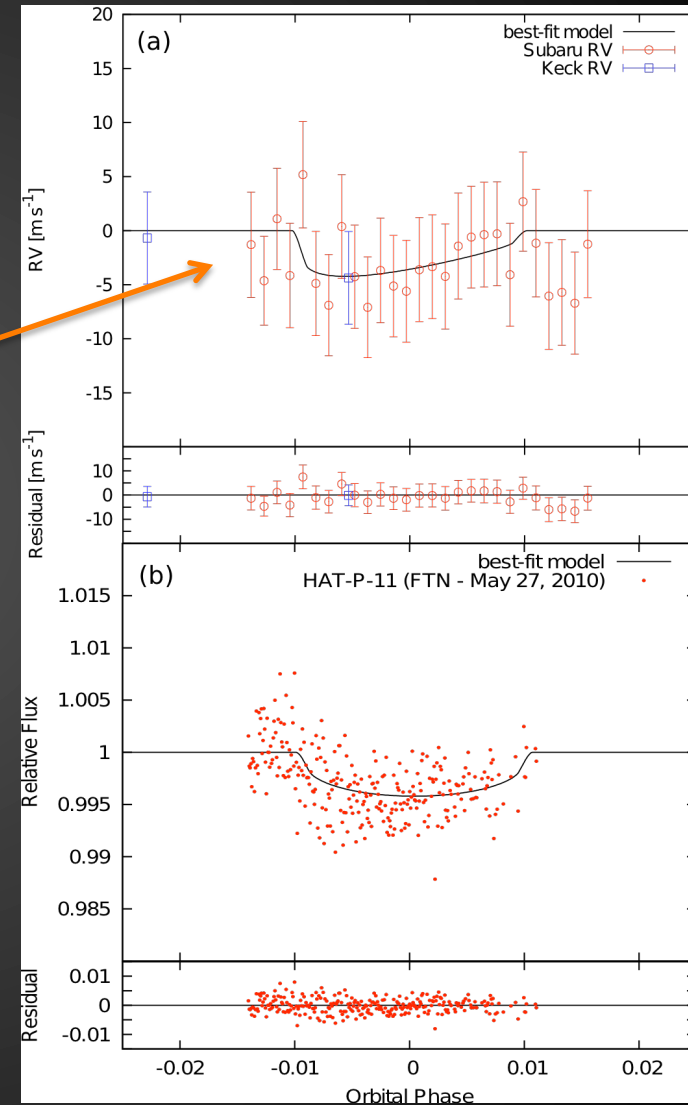 20
(a)
best-fit model
Subaru RV
Keck RV
15
10
5
0
-5
-10
-15
RV [m s-1]
10
0
-10
Residual [m s-1]
(b)
best-fit model
HAT-P-11 (FTN - May 27, 2010)
1.015
1.01
1.005
1
0.995
0.99
0.985
Relative Flux
0.01
0
-0.01
Residual
-0.02 -0.01 0 0.01 0.02
Orbital Phase